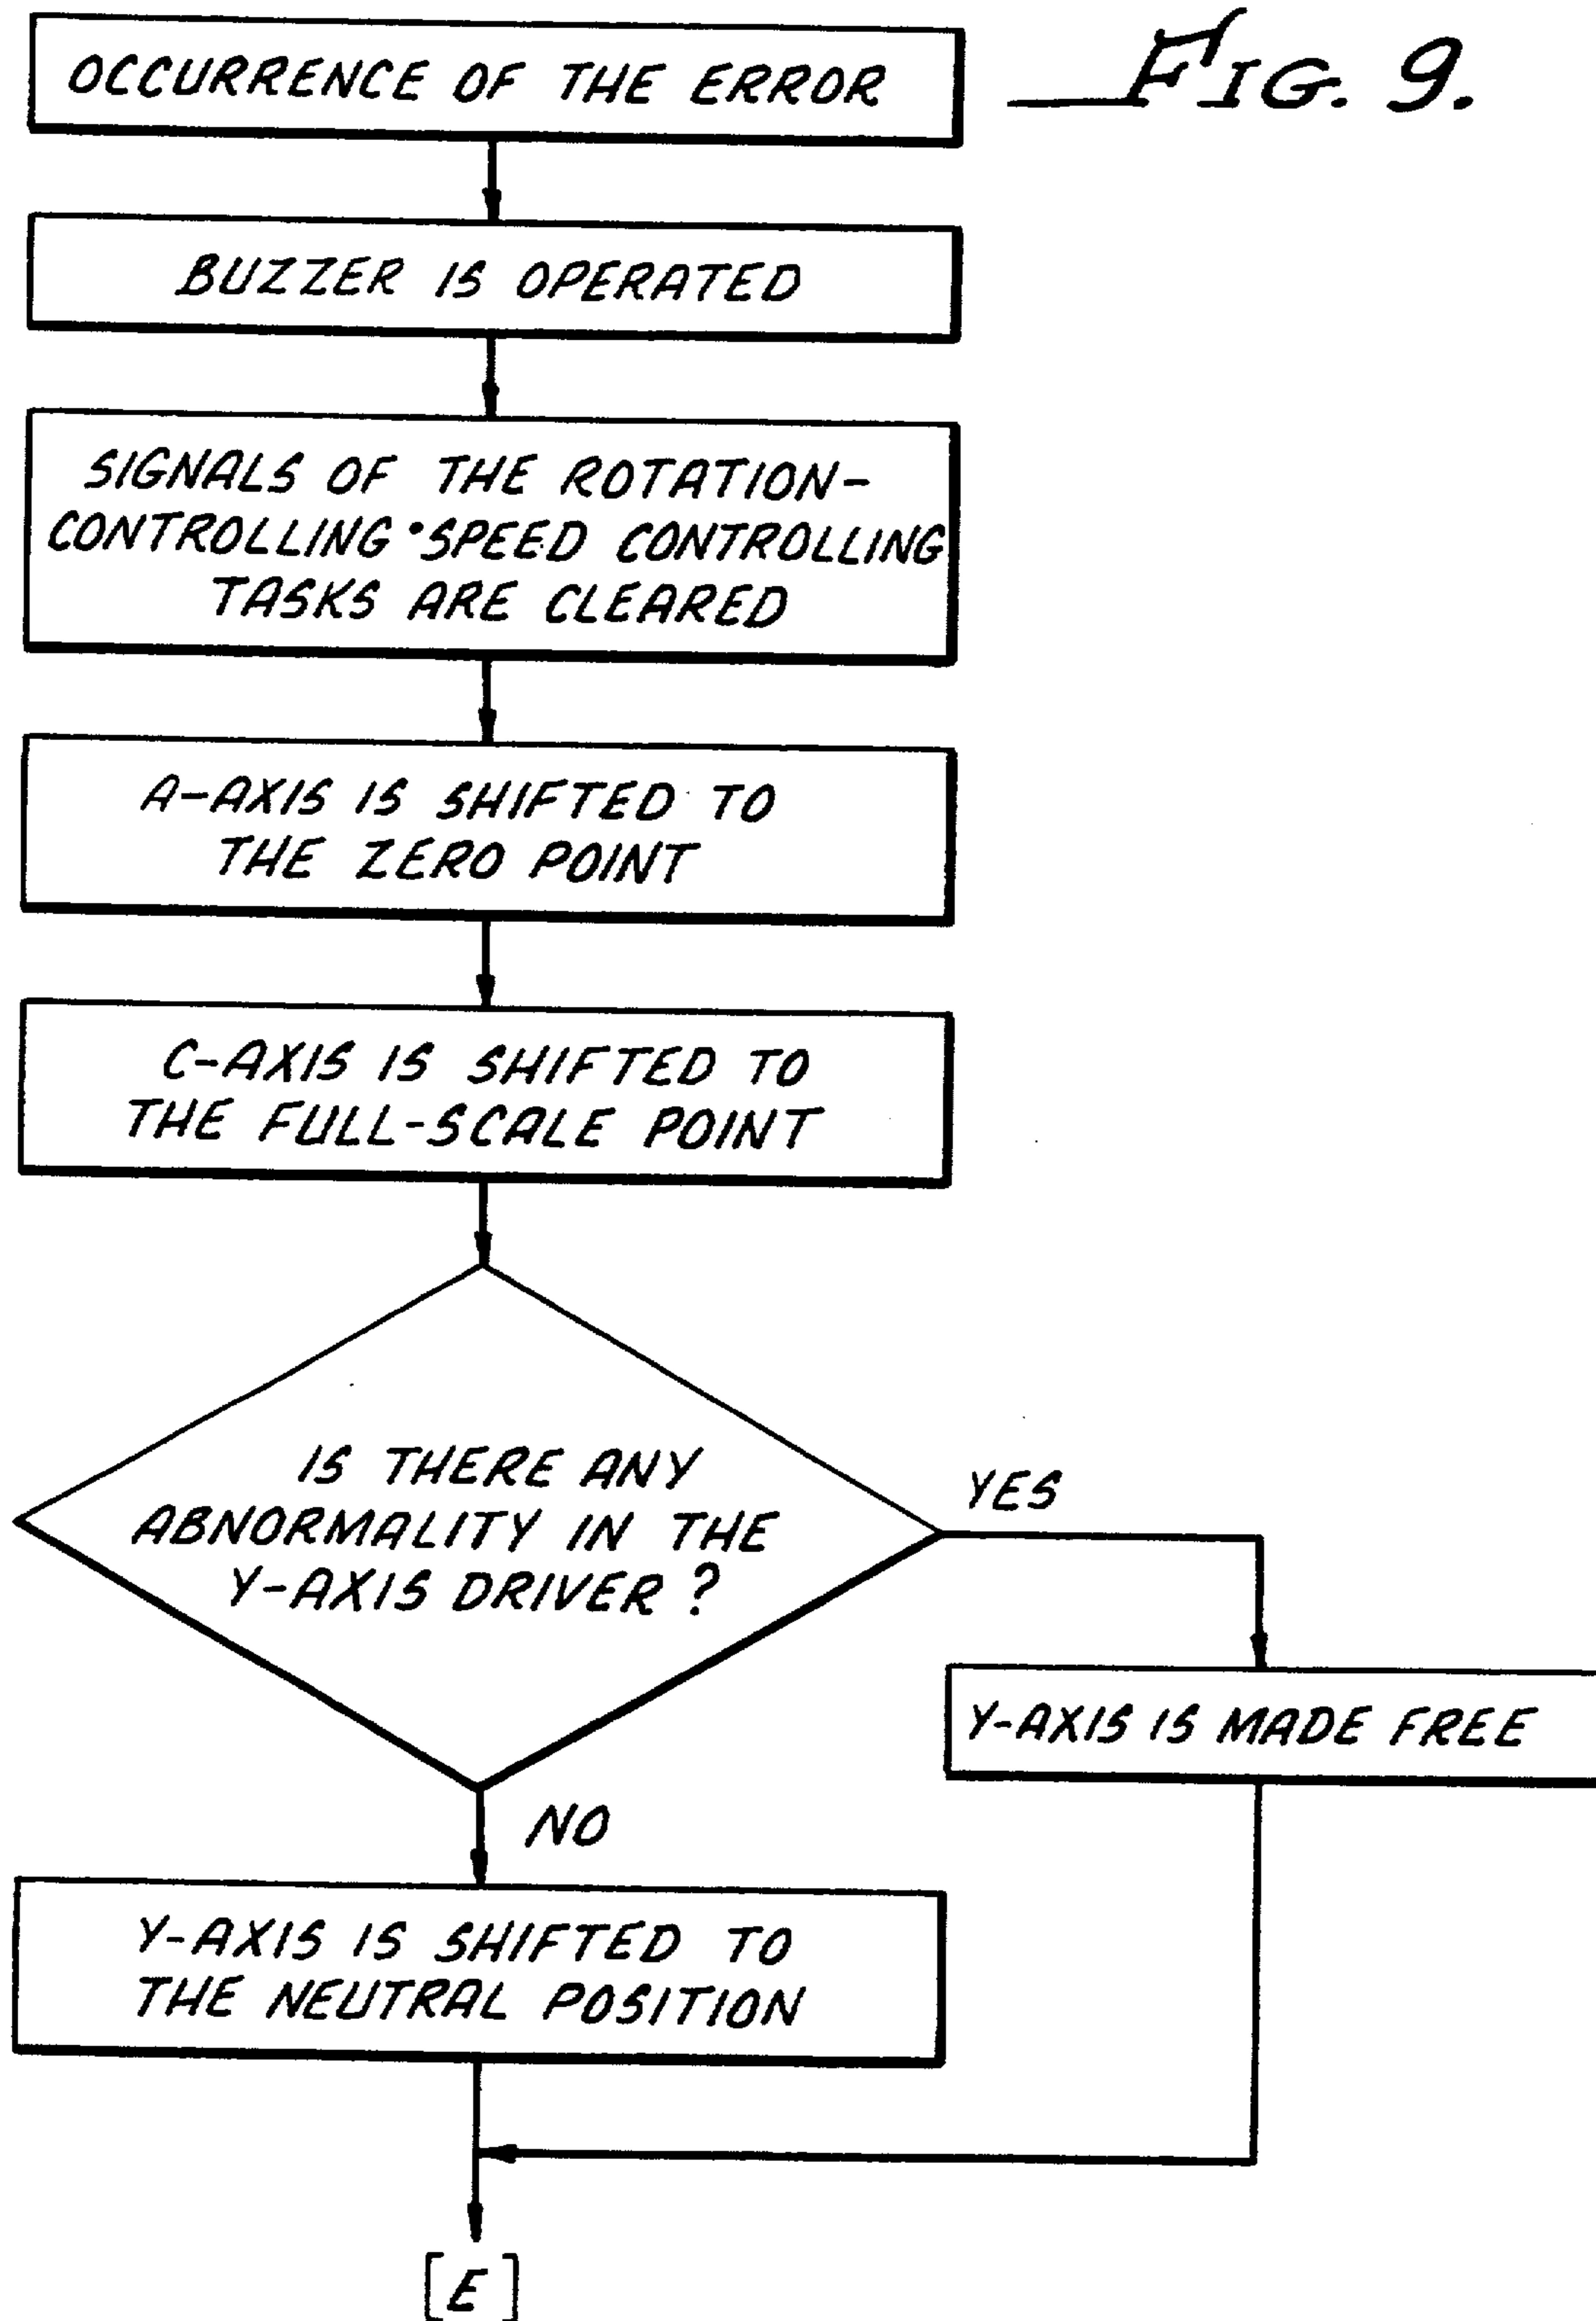 OCCURRENCE OF THE ERROR
FIG. 9.
BUZZER IS OPERATED
SIGNALS OF THE ROTATION-
CONTROLLING•SPEED CONTROLLING
TASKS ARE CLEARED
A-AXIS IS SHIFTED TO
THE ZERO POINT
C-AXIS IS SHIFTED TO
THE FULL-SCALE POINT
IS THERE ANY
ABNORMALITY IN THE
Y-AXIS DRIVER ?
YES
Y-AXIS IS MADE FREE
NO
Y-AXIS IS SHIFTED TO
THE NEUTRAL POSITION
[E]